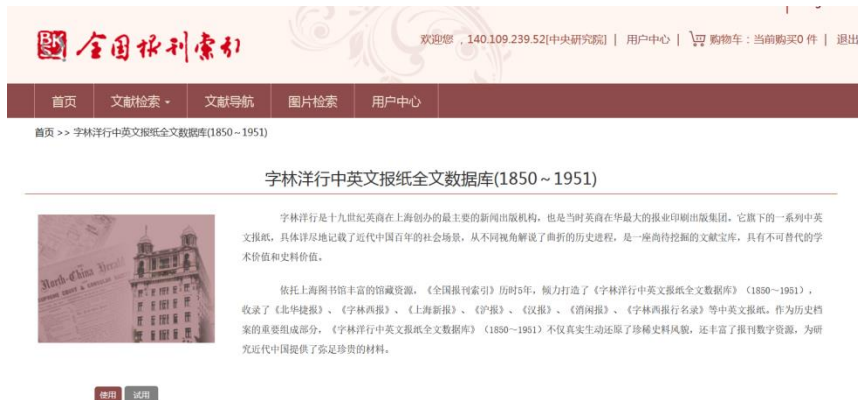 全国报刊索引
欢迎您 ，140.109.239.52[中央研究院] | 用户中心 | 购物车：当前购买0 件 | 退出
首页 文献检索 文献导航 图片检索 用户中心
首页 >> 字林洋行中英文报纸全文数据库(1850～1951)
字林洋行中英文报纸全文数据库(1850～1951)
字林洋行是十九世纪英商在上海创办的最主要的新闻出版机构，也是当时英商在华最大的报业印刷出版集团。它旗下的一系列中英
文报纸，具体详尽地记载了近代中国百年的社会场景，从不同视角解说了曲折的历史进程，是一座尚待挖掘的文献宝库，具有不可替代的学
术价值和史料价值。
依托上海图书馆丰富的馆藏资源，《全国报刊索引》历时5年，倾力打造了《字林洋行中英文报纸全文数据库》（1850～1951），
收录了《北华捷报》、《字林西报》、《上海新报》、《沪报》、《汉报》、《消闲报》、《字林西报行名录》等中英文报纸。作为历史档
案的重要组成部分，《字林洋行中英文报纸全文数据库》（1850～1951）不仅真实生动还原了珍稀史料风貌，还丰富了报刊数字资源，为研
究近代中国提供了弥足珍贵的材料。
North-China Herald
使用 试用